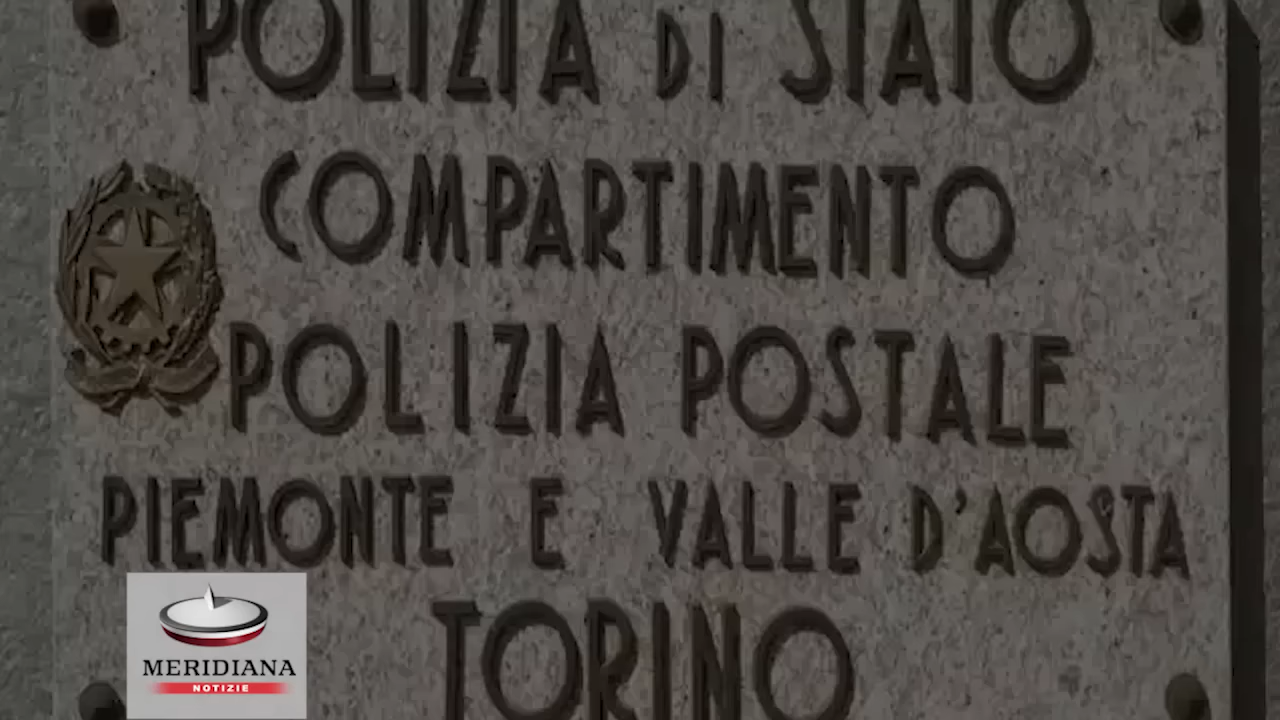 POLIZIA DI STATO
COMPARTIMENTO
POLIZIA POSTALE
PIEMONTE E VALLE D'AOSTA
TORINO
MERIDIANA
NOTIZIE